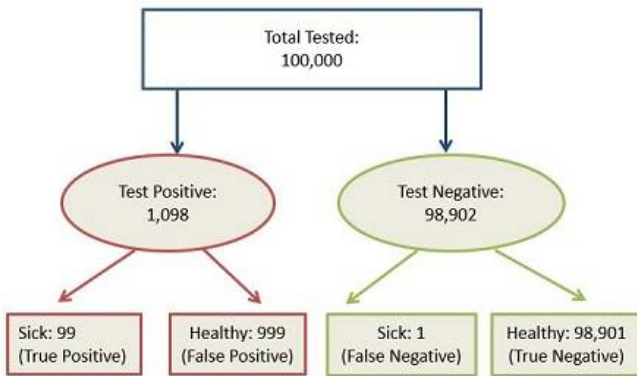 Total Tested:
100,000
Test Positive:
1,098
Test Negative:
98,902
Sick: 99
(True Positive)
Healthy: 999
(False Positive)
Sick: 1
(False Negative)
Healthy: 98,901
(True Negative)